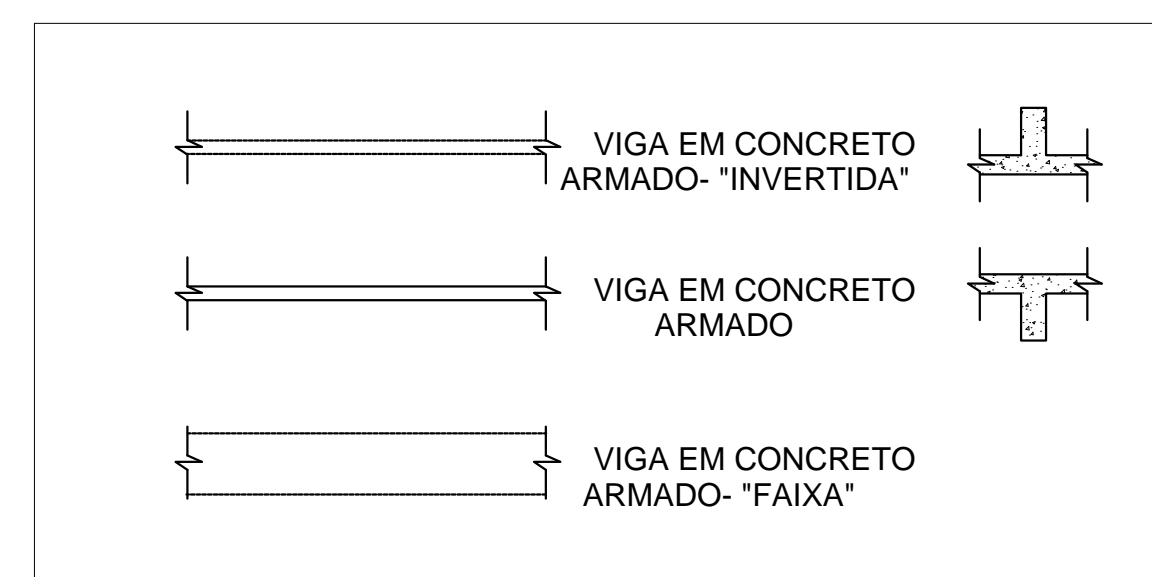 VIGA EM CONCRETO
ARMADO- "INVERTIDA"
VIGA EM CONCRETO
ARMADO
VIGA EM CONCRETO
ARMADO- "FAIXA"